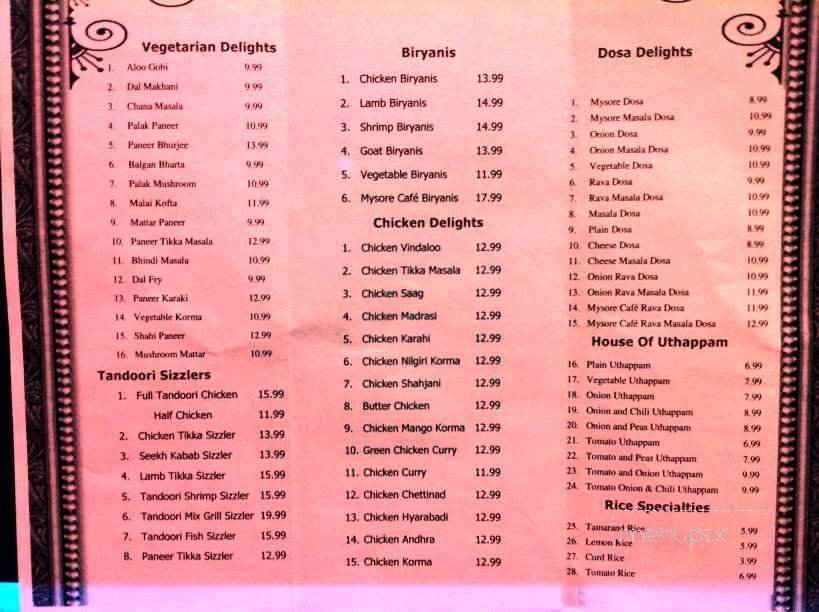 Vegetarian Delights
1. Aloo Gobi 9.99
2. Dal Makhani 9.99
3. Chana Masala 9.99
4. Palak Paneer 10.99
5. Paneer Bhurjee 13.99
6. Balgan Bharta 9.99
7. Palak Mushroom 10.99
8. Malai Kofta 11.99
9. Mattar Paneer 9.99
10. Paneer Tikka Masala 12.99
11. Bhindi Masala 10.99
12. Dal Fry 9.99
13. Paneer Karaki 12.99
14. Vegetable Korma 10.99
15. Shahi Paneer 12.99
16. Mushroom Mattar 10.99
Tandoori Sizzlers
1. Full Tandoori Chicken 15.99
Half Chicken 11.99
2. Chicken Tikka Sizzler 13.99
3. Seekh Kabab Sizzler 13.99
4. Lamb Tikka Sizzler 15.99
5. Tandoori Shrimp Sizzler 15.99
6. Tandoori Mix Grill Sizzler 19.99
7. Tandoori Fish Sizzler 15.99
8. Paneer Tikka Sizzler 12.99
Biryanis
1. Chicken Biryanis 13.99
2. Lamb Biryanis 14.99
3. Shrimp Biryanis 14.99
4. Goat Biryanis 13.99
5. Vegetable Biryanis 11.99
6. Mysore Café Biryanis 17.99
Chicken Delights
1. Chicken Vindaloo 12.99
2. Chicken Tikka Masala 12.99
3. Chicken Saag 12.99
4. Chicken Madrasi 12.99
5. Chicken Karahi 12.99
6. Chicken Nilgiri Korma 12.99
7. Chicken Shahjani 12.99
8. Butter Chicken 12.99
9. Chicken Mango Korma 12.99
10. Green Chicken Curry 12.99
11. Chicken Curry 11.99
12. Chicken Chettinad 12.99
13. Chicken Hyarabadi 12.99
14. Chicken Andhra 12.99
15. Chicken Korma 12.99
Dosa Delights
1. Mysore Dosa 8.99
2. Mysore Masala Dosa 10.99
3. Onion Dosa 9.99
4. Onion Masala Dosa 10.99
5. Vegetable Dosa 10.99
6. Rava Dosa 9.99
7. Rava Masala Dosa 10.99
8. Masala Dosa 10.99
9. Plain Dosa 8.99
10. Cheese Dosa 8.99
11. Cheese Masala Dosa 10.99
12. Onion Rava Dosa 10.99
13. Onion Rava Masala Dosa 11.99
14. Mysore Café Rava Dosa 11.99
15. Mysore Café Rava Masala Dosa 12.99
House Of Uthappam
16. Plain Uthappam 6.99
17. Vegetable Uthappam 7.99
18. Onion Uthappam 7.99
19. Onion and Chili Uthappam 8.99
20. Onion and Peas Uthappam 8.99
21. Tomato Uthappam 6.99
22. Tomato and Peas Uthappam 7.99
23. Tomato and Onion Uthappam 9.99
24. Tomato Onion & Chili Uthappam 9.99
Rice Specialties
25. Tamarand Rice 5.99
26. Lemon Rice 5.99
27. Curd Rice 3.99
28. Tomato Rice 6.99
menupix